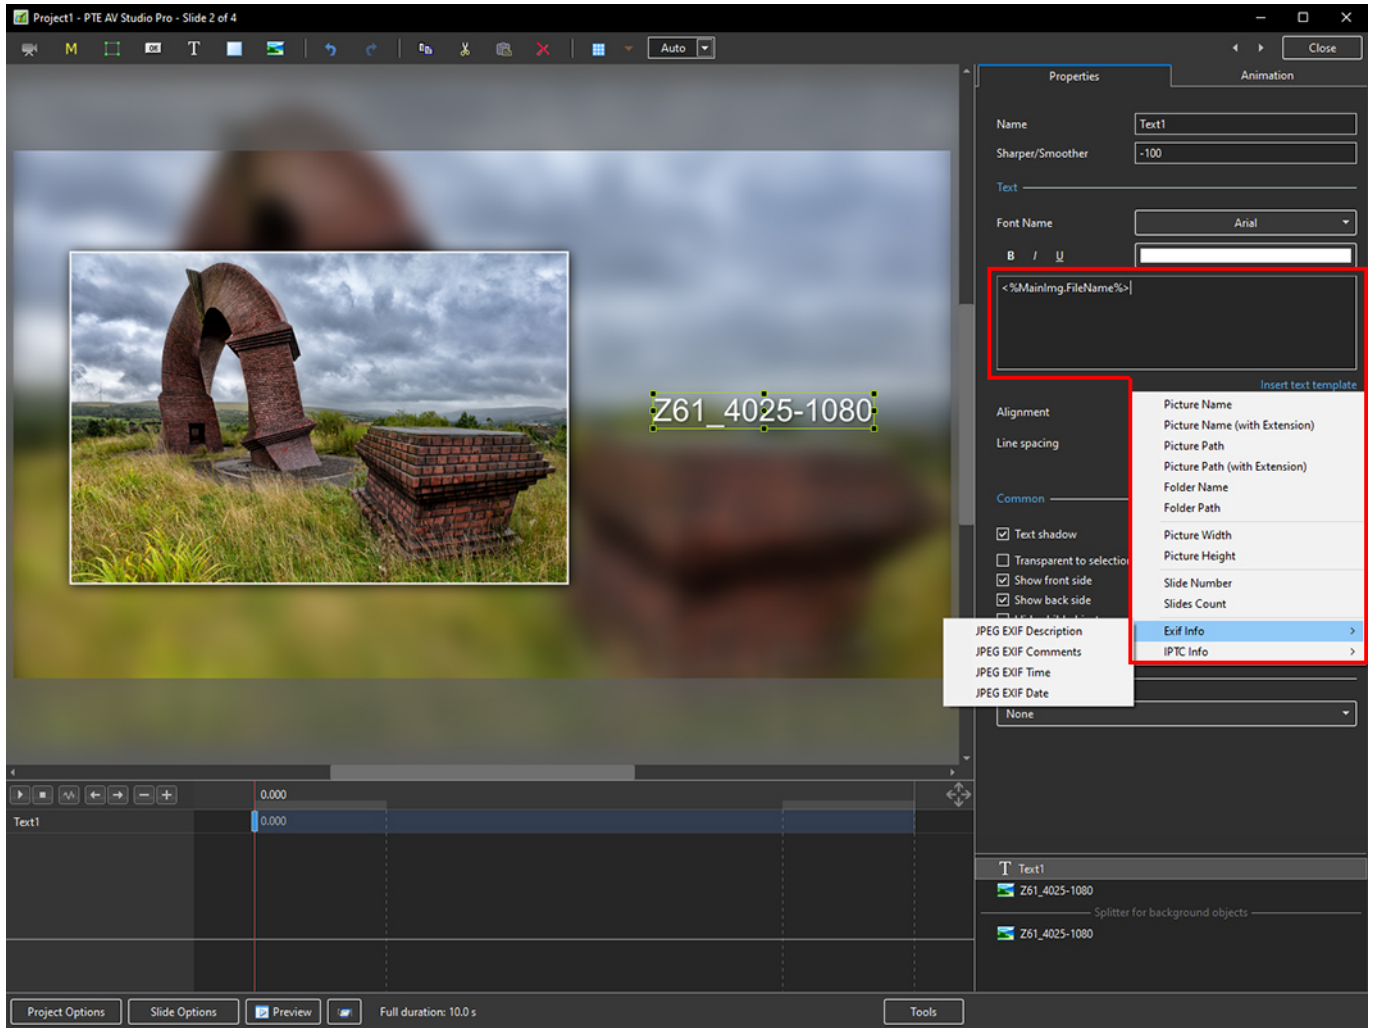 Project1 - PTE AV Studio Pro - Slide 2 of 4
M OK T Auto Close
Properties Animation
Name Text1
Sharper/Smoother -100
Text
Font Name Arial
B I U
<%MainImg.FileName%>
Insert text template
Z61_4025-1080
Alignment
Line spacing
Common
Text shadow
Transparent to selection
Show front side
Show back side
Picture Name
Picture Name (with Extension)
Picture Path
Picture Path (with Extension)
Folder Name
Folder Path
Picture Width
Picture Height
Slide Number
Slides Count
Exif Info
IPTC Info
JPEG EXIF Description
JPEG EXIF Comments
JPEG EXIF Time
JPEG EXIF Date
None
0.000
Text1 0.000
T Text1
Z61_4025-1080
Splitter for background objects
Z61_4025-1080
Project Options Slide Options Preview Full duration: 10.0 s Tools